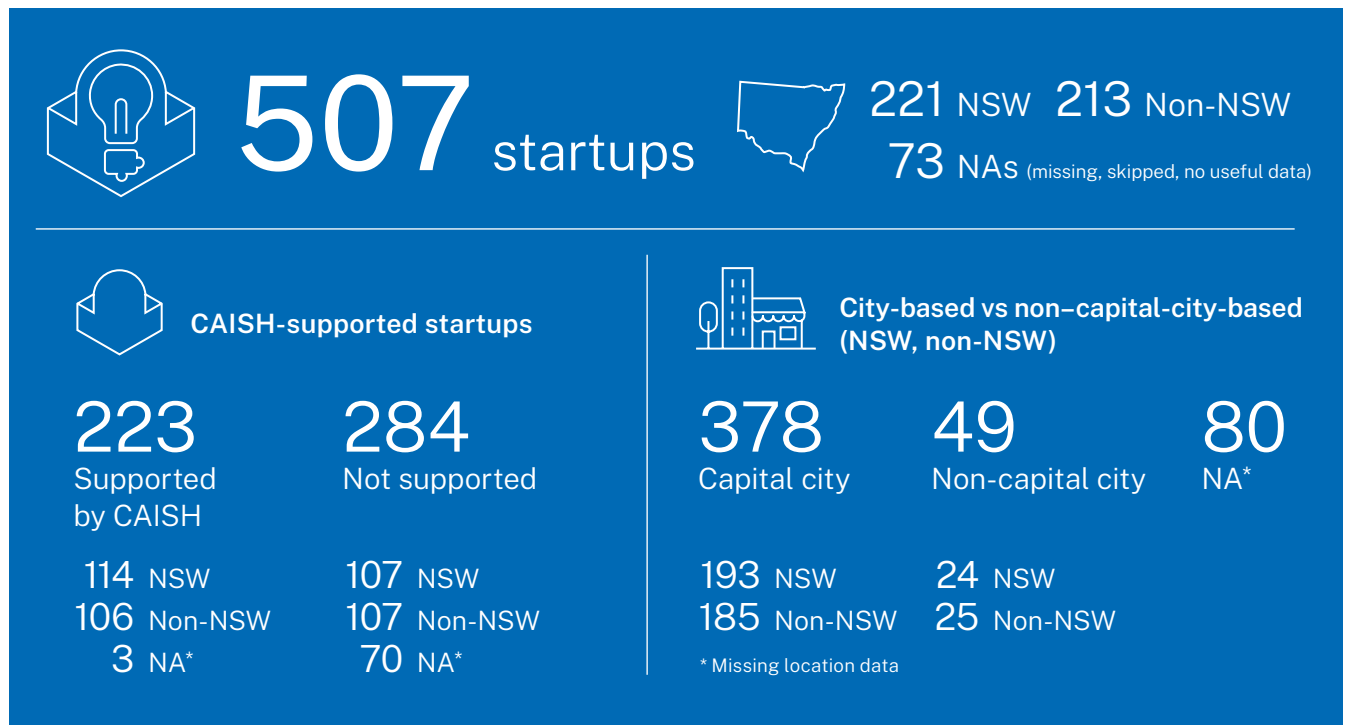 507 startups
221 NSW 213 Non-NSW
73 NAs (missing, skipped, no useful data)
CAISH-supported startups
223
Supported
by CAISH
114 NSW
106 Non-NSW
3 NA*
284
Not supported
107 NSW
107 Non-NSW
70 NA*
City-based vs non–capital-city-based
(NSW, non-NSW)
378
Capital city
193 NSW
185 Non-NSW
49
Non-capital city
24 NSW
25 Non-NSW
80
NA*
* Missing location data